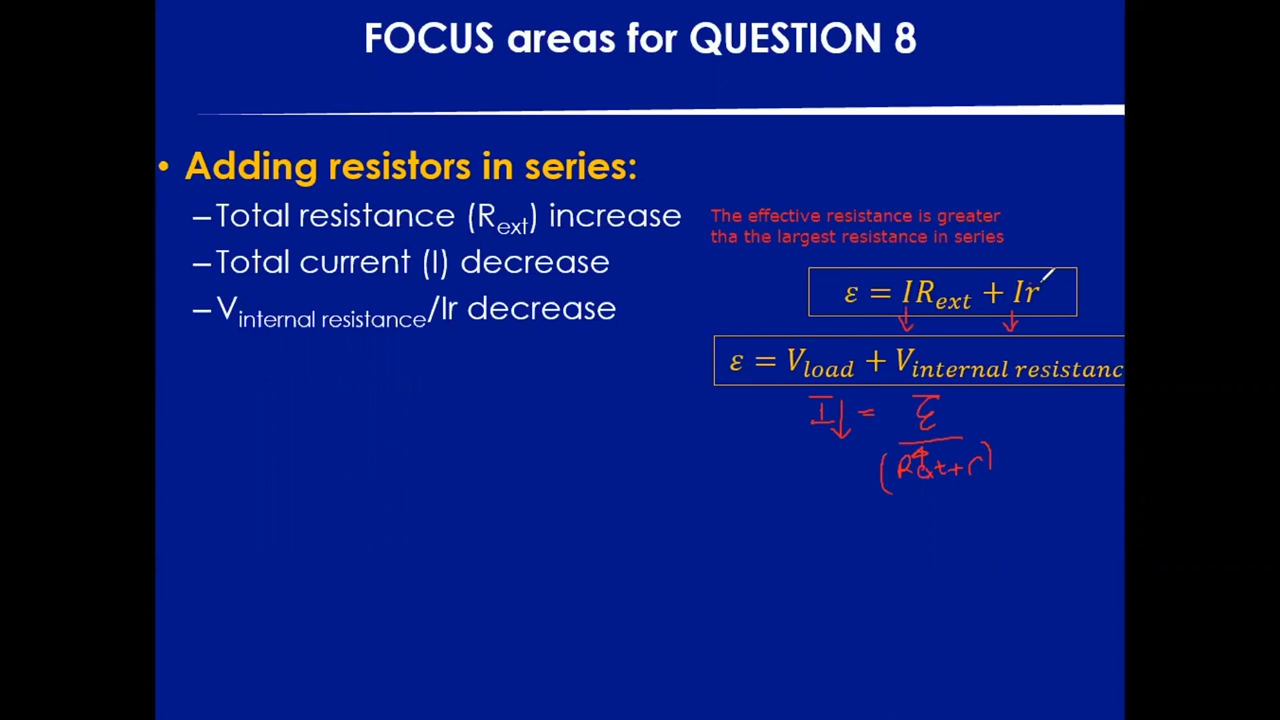 FOCUS areas for QUESTION 8
• Adding resistors in series:
–Total resistance (Rext) increase
–Total current (I) decrease
–Vinternal resistance/Ir decrease
The effective resistance is greater
tha the largest resistance in series
ε = IRext + Ir
ε = Vload + Vinternal resistanc
I↓ = ε
(Rext+r)